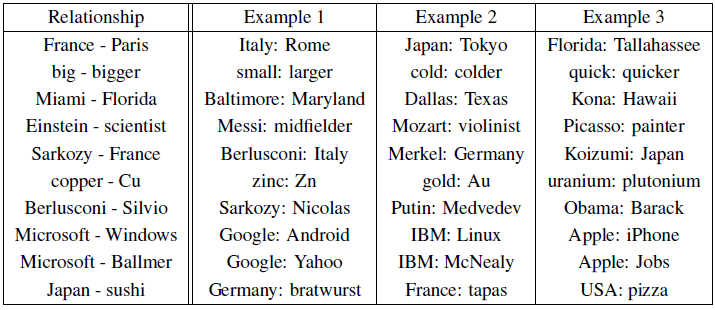 Relationship Example 1 Example 2 Example 3
France - Paris Italy: Rome Japan: Tokyo Florida: Tallahassee
big - bigger small: larger cold: colder quick: quicker
Miami - Florida Baltimore: Maryland Dallas: Texas Kona: Hawaii
Einstein - scientist Messi: midfielder Mozart: violinist Picasso: painter
Sarkozy - France Berlusconi: Italy Merkel: Germany Koizumi: Japan
copper - Cu zinc: Zn gold: Au uranium: plutonium
Berlusconi - Silvio Sarkozy: Nicolas Putin: Medvedev Obama: Barack
Microsoft - Windows Google: Android IBM: Linux Apple: iPhone
Microsoft - Ballmer Google: Yahoo IBM: McNealy Apple: Jobs
Japan - sushi Germany: bratwurst France: tapas USA: pizza